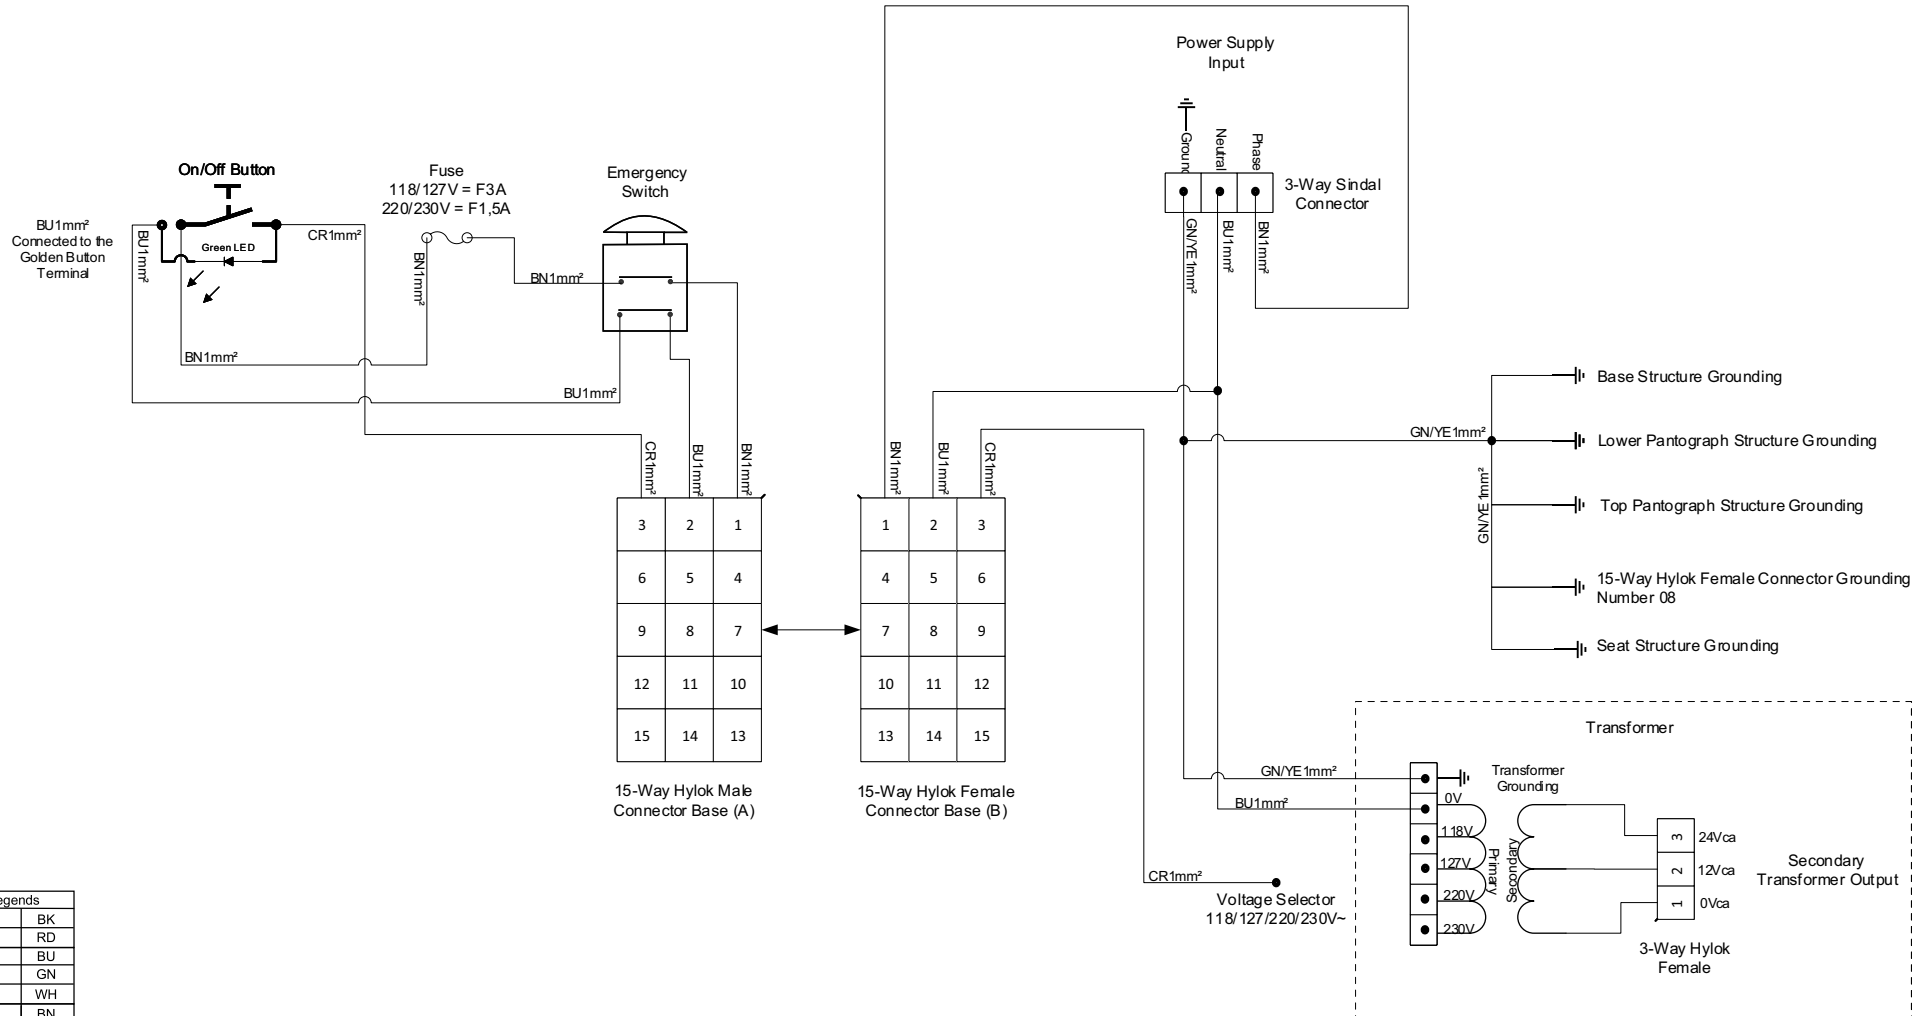 Power Supply
Input
Ground
Neutral
Phase
3-Way Sindal
Connector
GN/YE 1mm²
BU1mm²
BN1mm²
On/Off Button
Green LED
BU1mm²
Connected to the
Golden Button
Terminal
BU1mm²
CR1mm²
BN1mm²
Fuse
118/127V = F3A
220/230V = F1,5A
BN1mm²
BN1mm²
Emergency
Switch
BU1mm²
CR1mm²
BU1mm²
BN1mm²
3 2 1
6 5 4
9 8 7
12 11 10
15 14 13
15-Way Hylok Male
Connector Base (A)
BN1mm²
BU1mm²
CR1mm²
1 2 3
4 5 6
7 8 9
10 11 12
13 14 15
15-Way Hylok Female
Connector Base (B)
GN/YE1mm²
GN/YE 1mm²
Base Structure Grounding
Lower Pantograph Structure Grounding
Top Pantograph Structure Grounding
15-Way Hylok Female Connector Grounding
Number 08
Seat Structure Grounding
Transformer
GN/YE1mm²
BU1mm²
CR1mm²
Voltage Selector
118/127/220/230V~
Transformer
Grounding
0V
118V
127V
220V
230V
Primary
Secondary
3
2
1
24Vca
12Vca
0Vca
3-Way Hylok
Female
Secondary
Transformer Output
egends
BK
RD
BU
GN
WH
BN